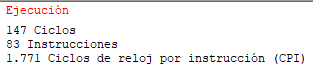 Ejecución
147 Ciclos
83 Instrucciones
1.771 Ciclos de reloj por instrucción (CPI)